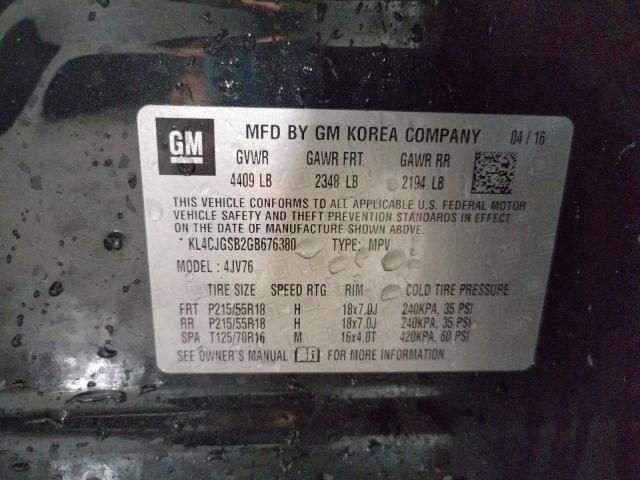 GM
MFD BY GM KOREA COMPANY 04 / 16
GVWR GAWR FRT GAWR RR
4409 LB 2348 LB 2194 LB
THIS VEHICLE CONFORMS TO ALL APPLICABLE U.S. FEDERAL MOTOR
VEHICLE SAFETY AND THEFT PREVENTION STANDARDS IN EFFECT
ON THE DATE OF MANUFACTURE SHOWN ABOVE.
* KL4CJGSB2GB676380 TYPE: MPV
MODEL : 4JV76
TIRE SIZE SPEED RTG RIM COLD TIRE PRESSURE
FRT P215/55R18 H 18x7.0J 240KPA, 35 PSI
RR P215/55R18 H 18x7.0J 240KPA, 35 PSI
SPA T125/70R16 M 16x4.0T 420KPA, 60 PSI
SEE OWNER'S MANUAL FOR MORE INFORMATION